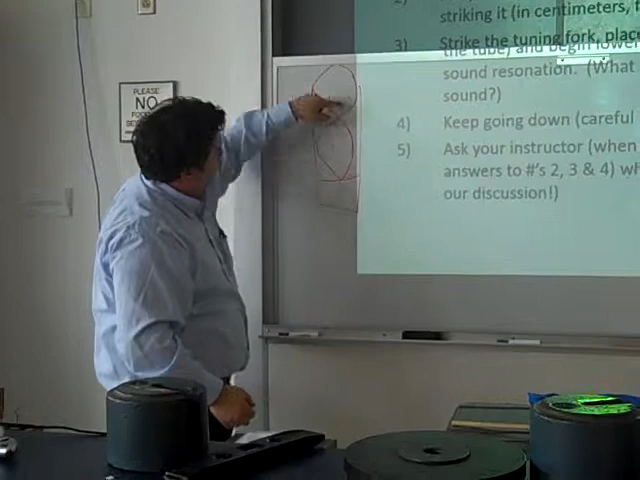 PLEASE
NO
2)
striking it (in centimeters, f
3) Strike the tuning fork, place
the tube) and begin lowe
sound resonation. (What
sound?)
4) Keep going down (careful
5) Ask your instructor (when
answers to #'s 2, 3 & 4) wh
our discussion!)